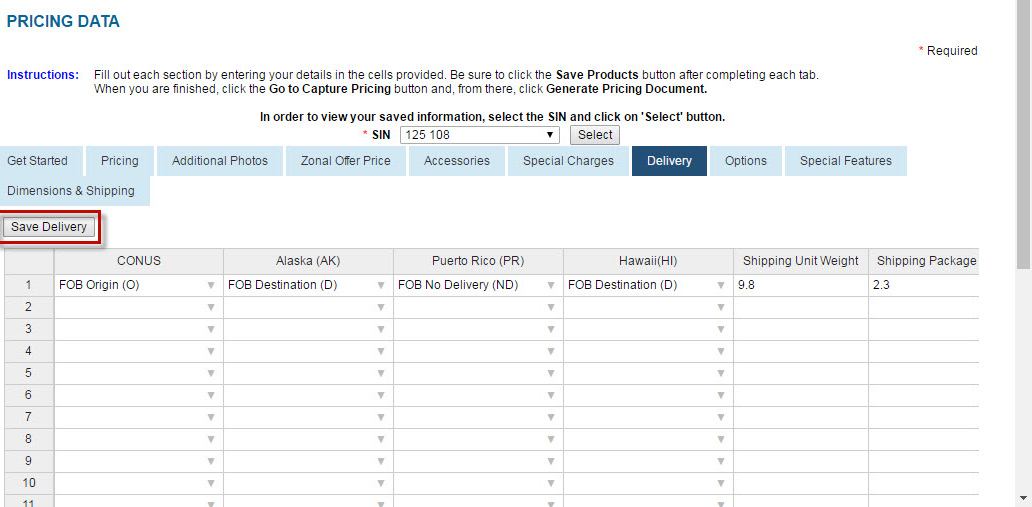 PRICING DATA
* Required
Instructions: Fill out each section by entering your details in the cells provided. Be sure to click the Save Products button after completing each tab.
When you are finished, click the Go to Capture Pricing button and, from there, click Generate Pricing Document.
In order to view your saved information, select the SIN and click on 'Select' button.
* SIN 125 108 Select
Get Started Pricing Additional Photos Zonal Offer Price Accessories Special Charges Delivery Options Special Features
Dimensions & Shipping
Save Delivery
CONUS Alaska (AK) Puerto Rico (PR) Hawaii(HI) Shipping Unit Weight Shipping Package
1 FOB Origin (O) FOB Destination (D) FOB No Delivery (ND) FOB Destination (D) 9.8 2.3
2
3
4
5
6
7
8
9
10
11